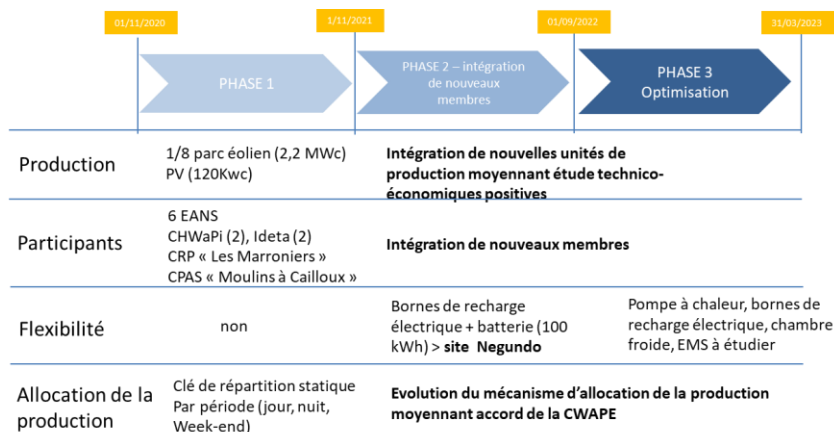 01/11/2020
1/11/2021
01/09/2022
31/03/2023
PHASE 1
PHASE 2 – intégration
de nouveaux
membres
PHASE 3
Optimisation
Production
1/8 parc éolien (2,2 MWc)
PV (120Kwc)
Intégration de nouvelles unités de
production moyennant étude technico-
économiques positives
Participants
6 EANS
CHWaPi (2), Ideta (2)
CRP « Les Marroniers »
CPAS « Moulins à Cailloux »
Intégration de nouveaux membres
Flexibilité
non
Bornes de recharge
électrique + batterie (100
kWh) > site Negundo
Pompe à chaleur, bornes de
recharge électrique, chambre
froide, EMS à étudier
Allocation de la
production
Clé de répartition statique
Par période (jour, nuit,
Week-end)
Evolution du mécanisme d’allocation de la production
moyennant accord de la CWAPE